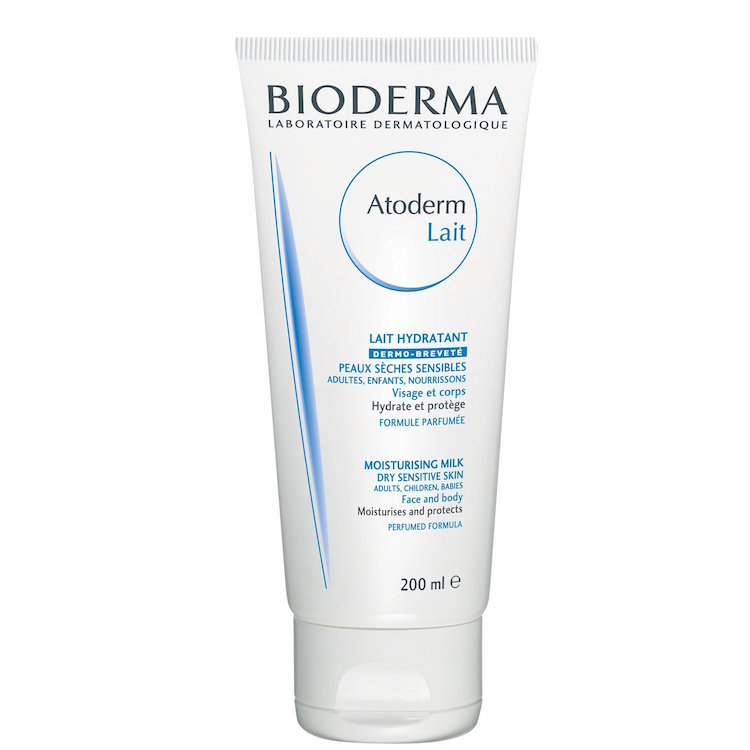 BIODERMA
LABORATOIRE DERMATOLOGIQUE
Atoderm
Lait
LAIT HYDRATANT
DERMO-BREVETÉ
PEAUX SÈCHES SENSIBLES
ADULTES, ENFANTS, NOURRISSONS
Visage et corps
Hydrate et protège
FORMULE PARFUMÉE
MOISTURISING MILK
DRY SENSITIVE SKIN
ADULTS, CHILDREN, BABIES
Face and body
Moisturises and protects
PERFUMED FORMULA
200 ml ℮